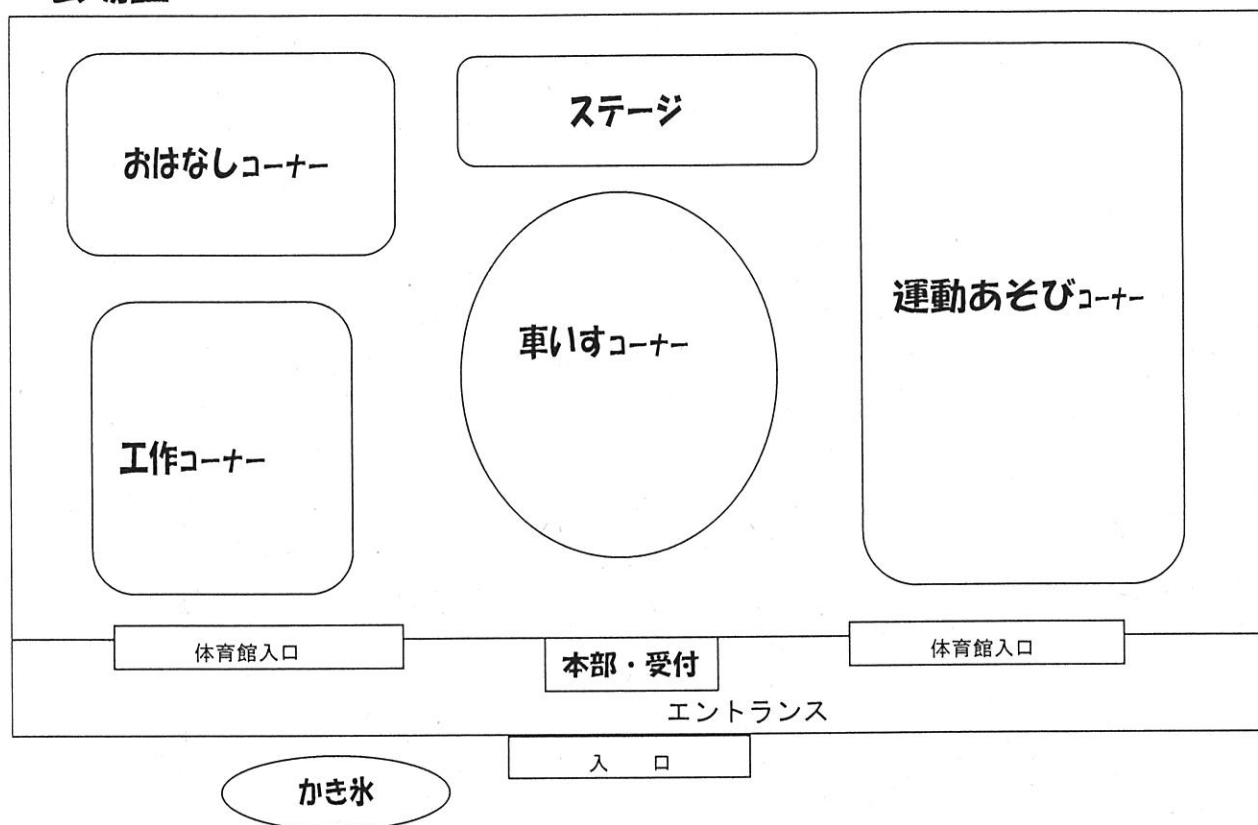 ステージ
おはなしコーナー
運動あそびコーナー
車いすコーナー
工作コーナー
体育館入口
本部・受付
体育館入口
エントランス
入 口
かき氷